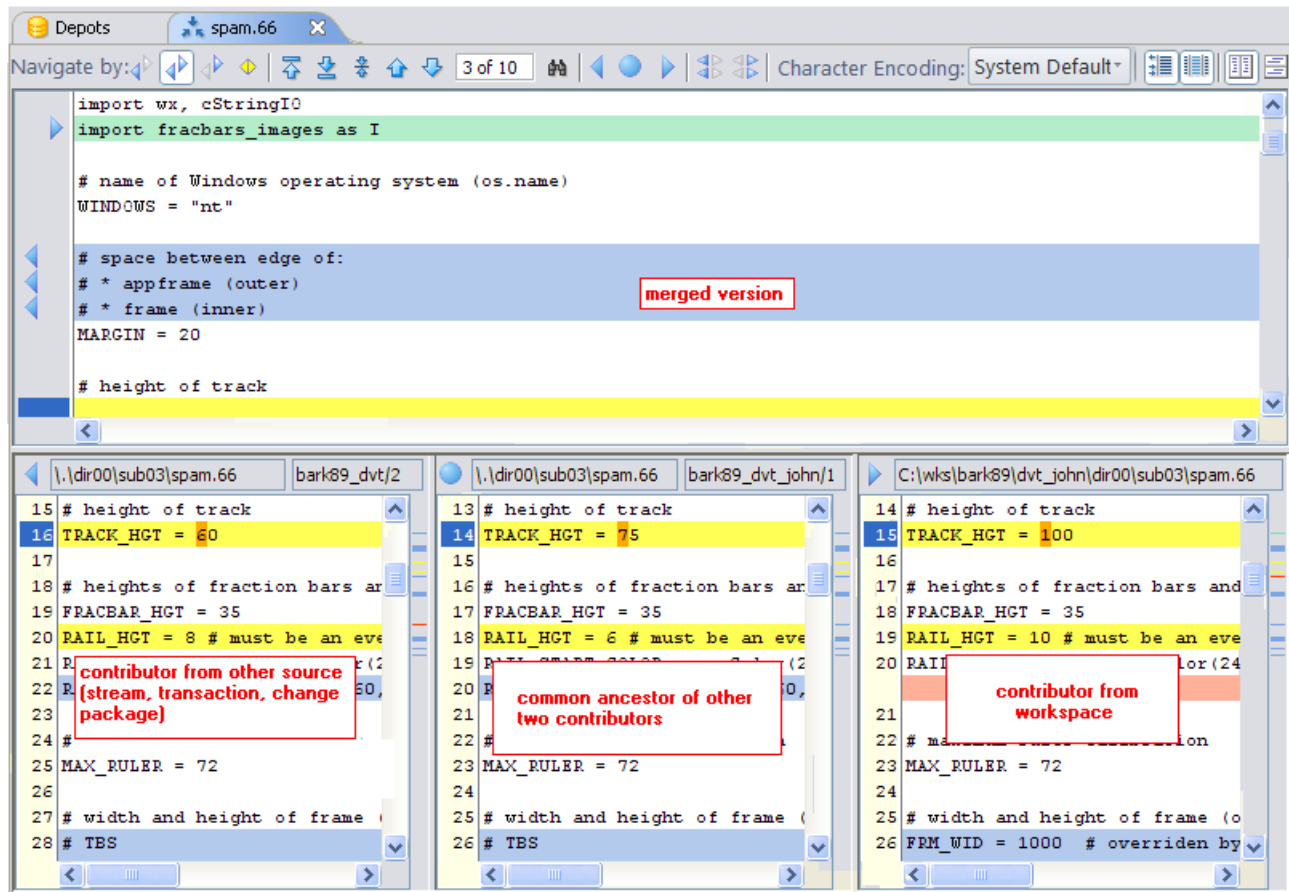 Depots spam.66
Navigate by: 3 of 10 Character Encoding: System Default
import wx, cStringIO
import fracbars_images as I
# name of Windows operating system (os.name)
WINDOWS = "nt"
# space between edge of:
# * appframe (outer)
# * frame (inner)
merged version
MARGIN = 20
# height of track
\.\dir00\sub03\spam.66 bark89_dvt/2
15 # height of track
16 TRACK_HGT = 60
17
18 # heights of fraction bars an
19 FRACBAR_HGT = 35
20 RAIL_HGT = 8 # must be an eve
21 R r(2
contributor from other source
(stream, transaction, change
package)
22 R 60,
23
24 #
25 MAX_RULER = 72
26
27 # width and height of frame (
28 # TBS
\.\dir00\sub03\spam.66 bark89_dvt_john/1
13 # height of track
14 TRACK_HGT = 75
15
16 # heights of fraction bars an
17 FRACBAR_HGT = 35
18 RAIL_HGT = 6 # must be an eve
19 (2
common ancestor of other
two contributors
20 R 0,
21
22 #
23 MAX_RULER = 72
24
25 # width and height of frame (
26 # TBS
C:\wks\bark89\dvt_john\dir00\sub03\spam.66
14 # height of track
15 TRACK_HGT = 100
16
17 # heights of fraction bars and
18 FRACBAR_HGT = 35
19 RAIL_HGT = 10 # must be an eve
20 RAI lor(24
contributor from
workspace
21
22 # ion
23 MAX_RULER = 72
24
25 # width and height of frame (o
26 FRM_WID = 1000 # overriden by